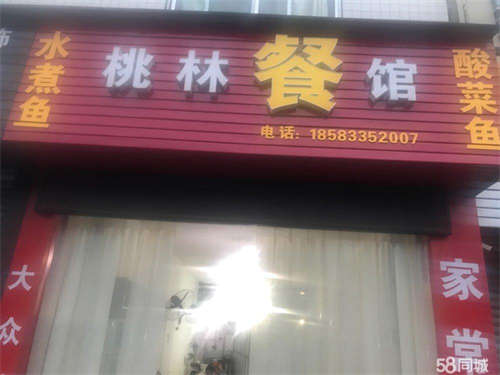 水煮鱼
桃林餐馆
酸菜鱼
电话：18583352007
大众
家常
58同城